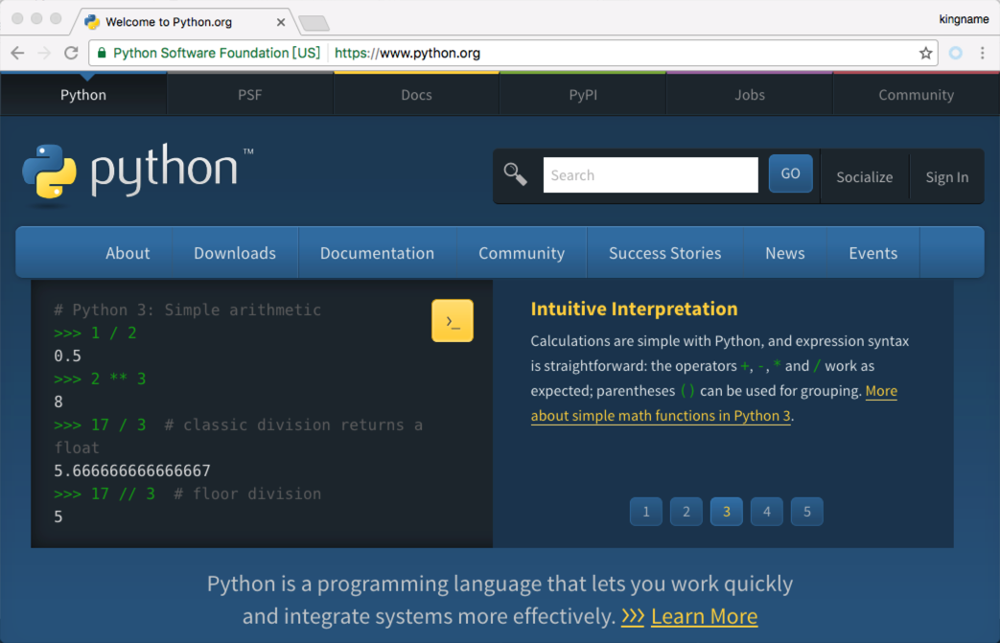 Welcome to Python.org
kingname
Python Software Foundation [US] https://www.python.org
Python PSF Docs PyPI Jobs Community
python™
Search GO Socialize Sign In
About Downloads Documentation Community Success Stories News Events
# Python 3: Simple arithmetic
>>> 1 / 2
0.5
>>> 2 ** 3
8
>>> 17 / 3 # classic division returns a
float
5.666666666666667
>>> 17 // 3 # floor division
5
>_
Intuitive Interpretation
Calculations are simple with Python, and expression syntax
is straightforward: the operators +, -, * and / work as
expected; parentheses () can be used for grouping. More
about simple math functions in Python 3.
1 2 3 4 5
Python is a programming language that lets you work quickly
and integrate systems more effectively. >>> Learn More